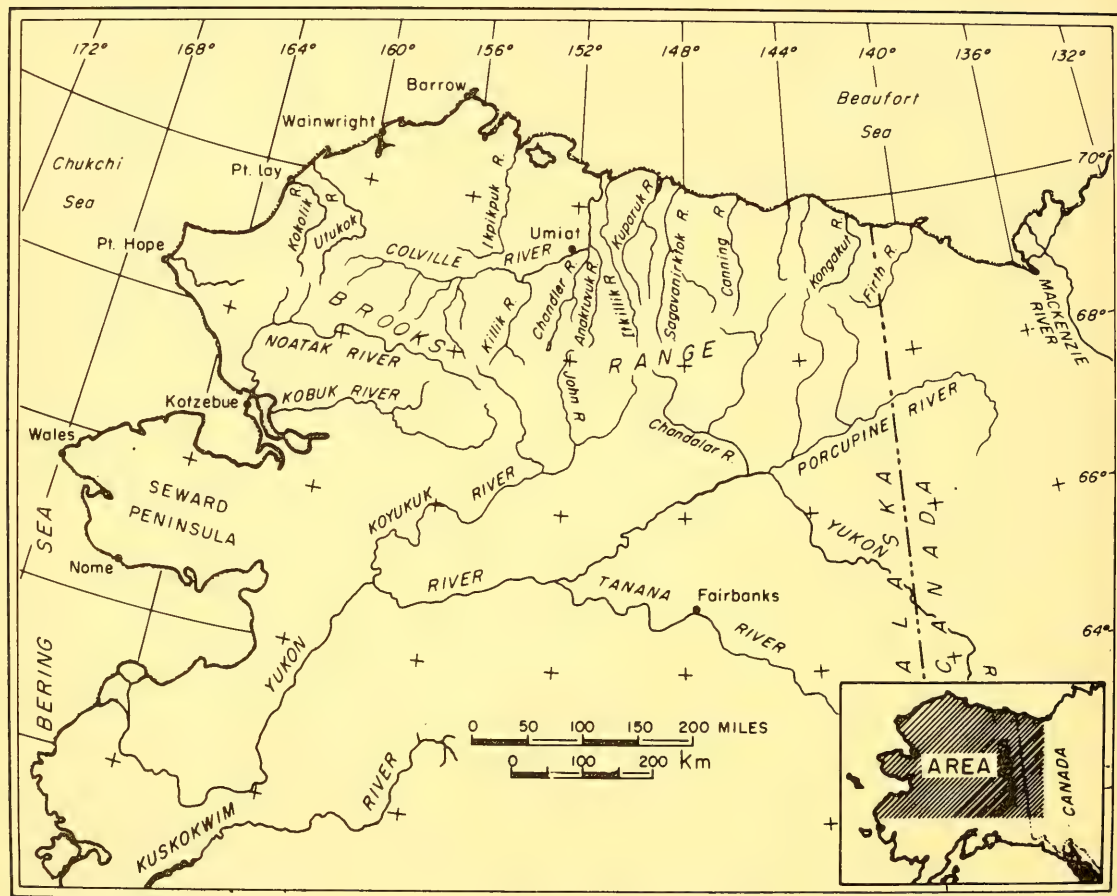 172° 168° 164° 160° 156° 152° 148° 144° 140° 136° 132°
Barrow
Beaufort
Sea
Wainwright
Chukchi
Sea
Pt. Lay
70°
Kokolik R.
Utukok R.
Ikpikpuk R.
Kuparuk R.
Sagavanirktok R.
Canning R.
Kongakut R.
Firth R.
Pt. Hope
Umiat
COLVILLE RIVER
Killik R.
Chandler R.
Anaktuvuk R.
Itkillik R.
MACKENZIE
RIVER
68°
BROOKS RANGE
NOATAK RIVER
John R.
KOBUK RIVER
Kotzebue
Wales
Chandalar R.
PORCUPINE RIVER
66°
SEWARD
PENINSULA
KOYUKUK RIVER
ALASKA
CANADA
YUKON R
BERING SEA
Nome
YUKON RIVER
TANANA RIVER
Fairbanks
64°
0 50 100 150 200 MILES
0 100 200 Km
KUSKOKWIM RIVER
AREA
CANADA